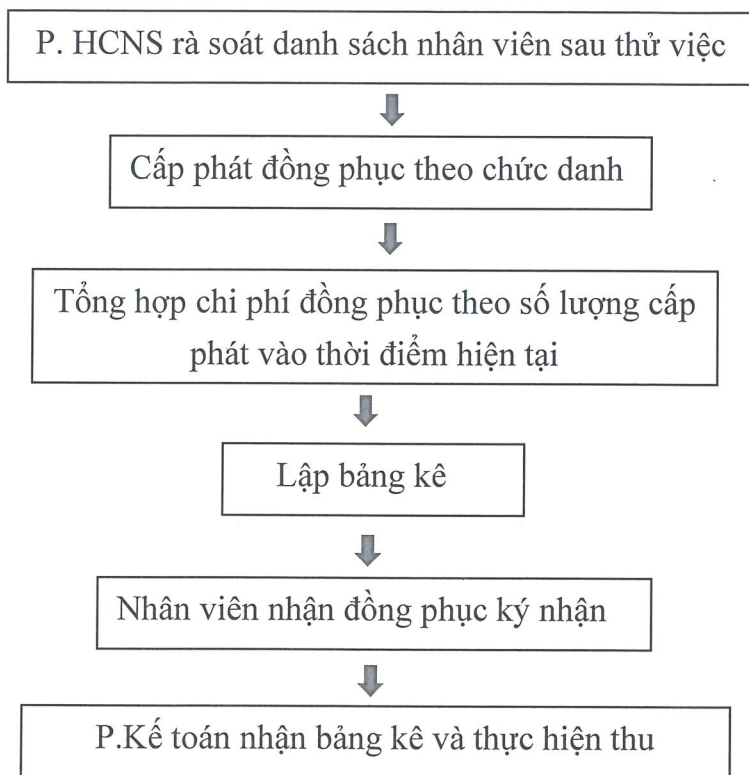 P. HCNS rà soát danh sách nhân viên sau thử việc
Cấp phát đồng phục theo chức danh
Tổng hợp chi phí đồng phục theo số lượng cấp
phát vào thời điểm hiện tại
Lập bảng kê
Nhân viên nhận đồng phục ký nhận
P.Kế toán nhận bảng kê và thực hiện thu